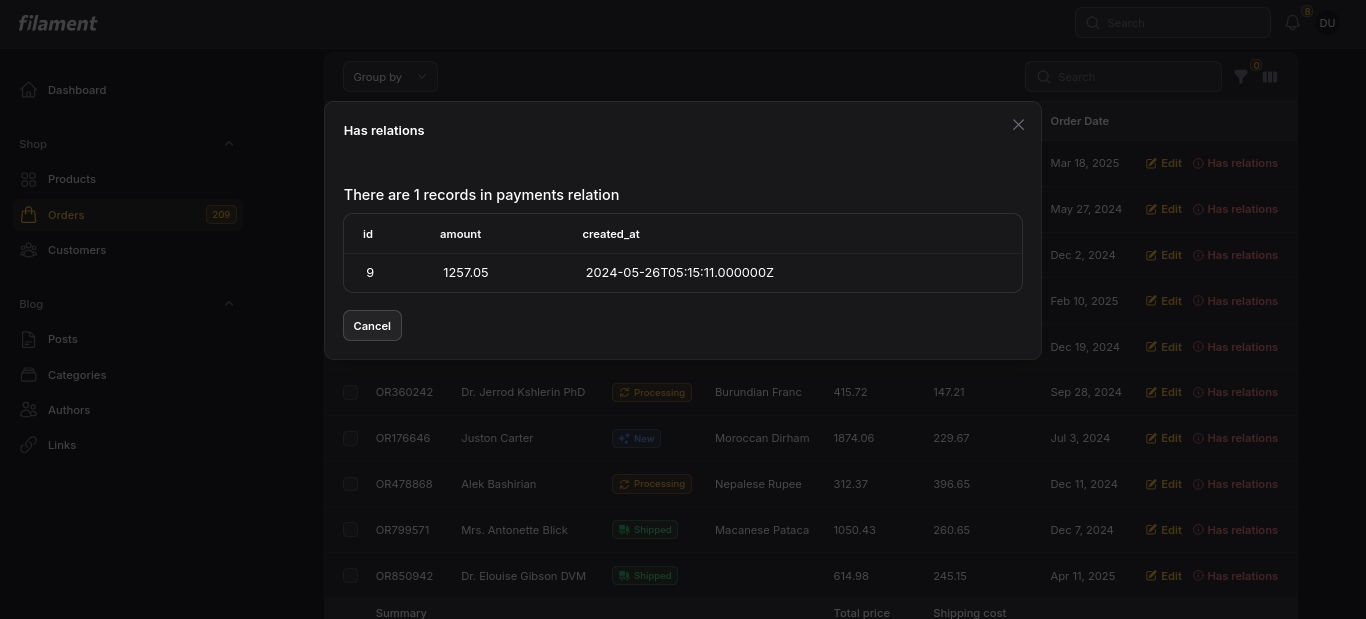 filament
Search
8
DU
Dashboard
Shop
Products
Orders
209
Customers
Blog
Posts
Categories
Authors
Links
Group by
Search
0
Order Date
Mar 18, 2025 Edit Has relations
May 27, 2024 Edit Has relations
Dec 2, 2024 Edit Has relations
Feb 10, 2025 Edit Has relations
Dec 19, 2024 Edit Has relations
Has relations
There are 1 records in payments relation
id amount created_at
9 1257.05 2024-05-26T05:15:11.000000Z
Cancel
OR360242 Dr. Jerrod Kshlerin PhD Processing Burundian Franc 415.72 147.21 Sep 28, 2024 Edit Has relations
OR176646 Juston Carter New Moroccan Dirham 1874.06 229.67 Jul 3, 2024 Edit Has relations
OR478868 Alek Bashirian Processing Nepalese Rupee 312.37 396.65 Dec 11, 2024 Edit Has relations
OR799571 Mrs. Antonette Blick Shipped Macanese Pataca 1050.43 260.65 Dec 7, 2024 Edit Has relations
OR850942 Dr. Elouise Gibson DVM Shipped 614.98 245.15 Apr 11, 2025 Edit Has relations
Summary Total price Shipping cost